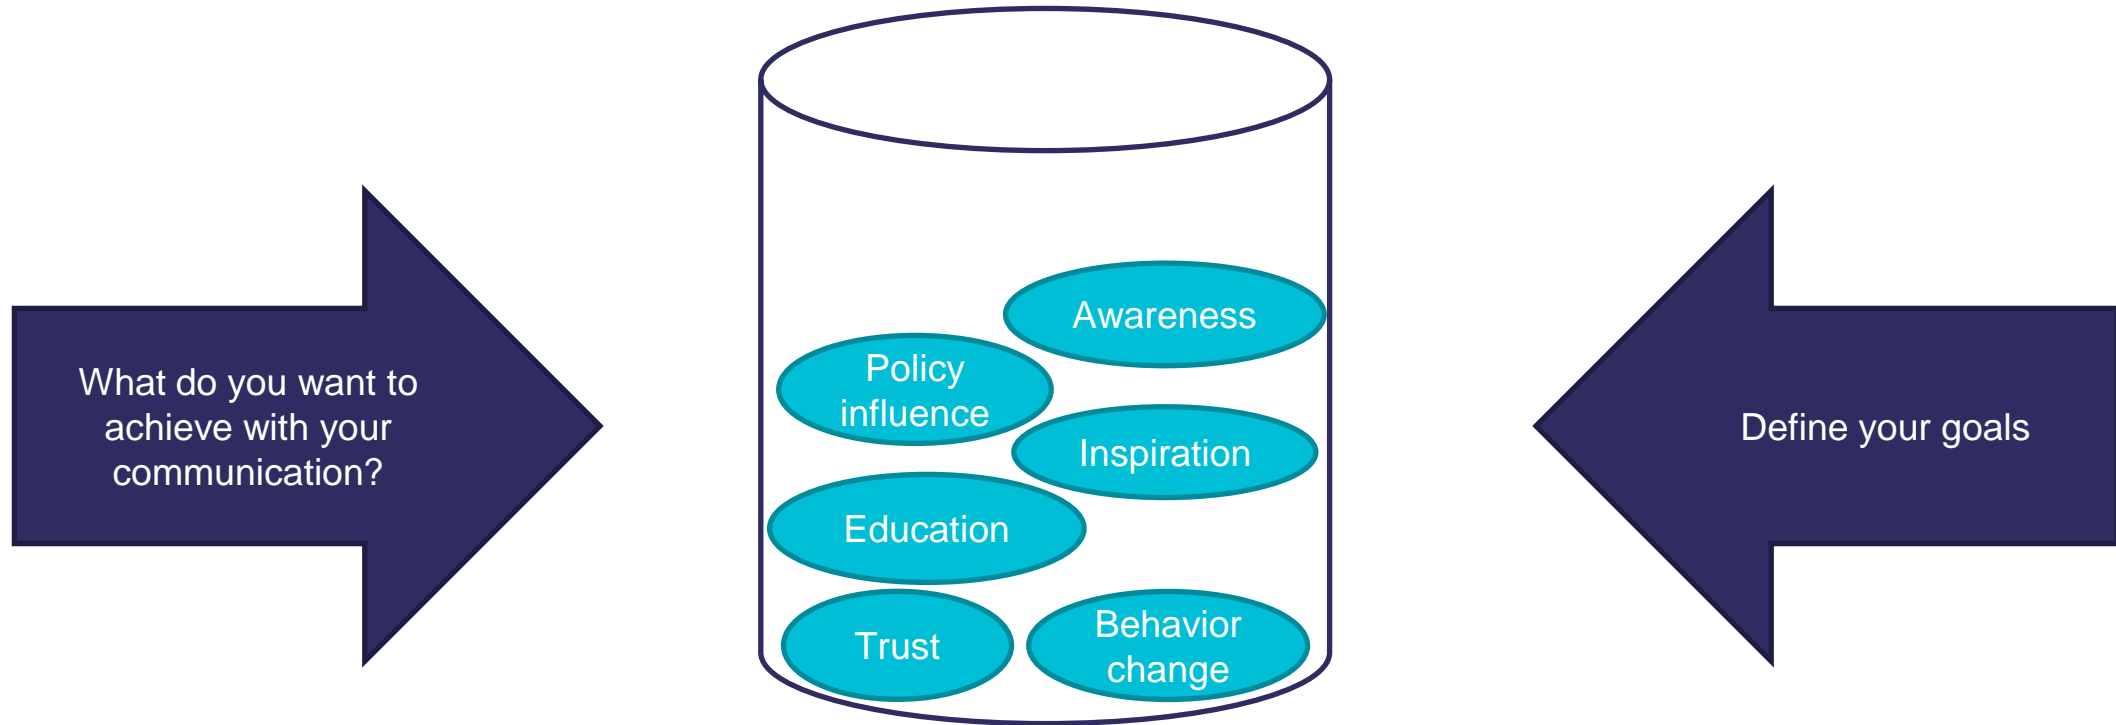 What do you want to
achieve with your
communication?
Awareness
Policy
influence
Inspiration
Education
Trust
Behavior
change
Define your goals